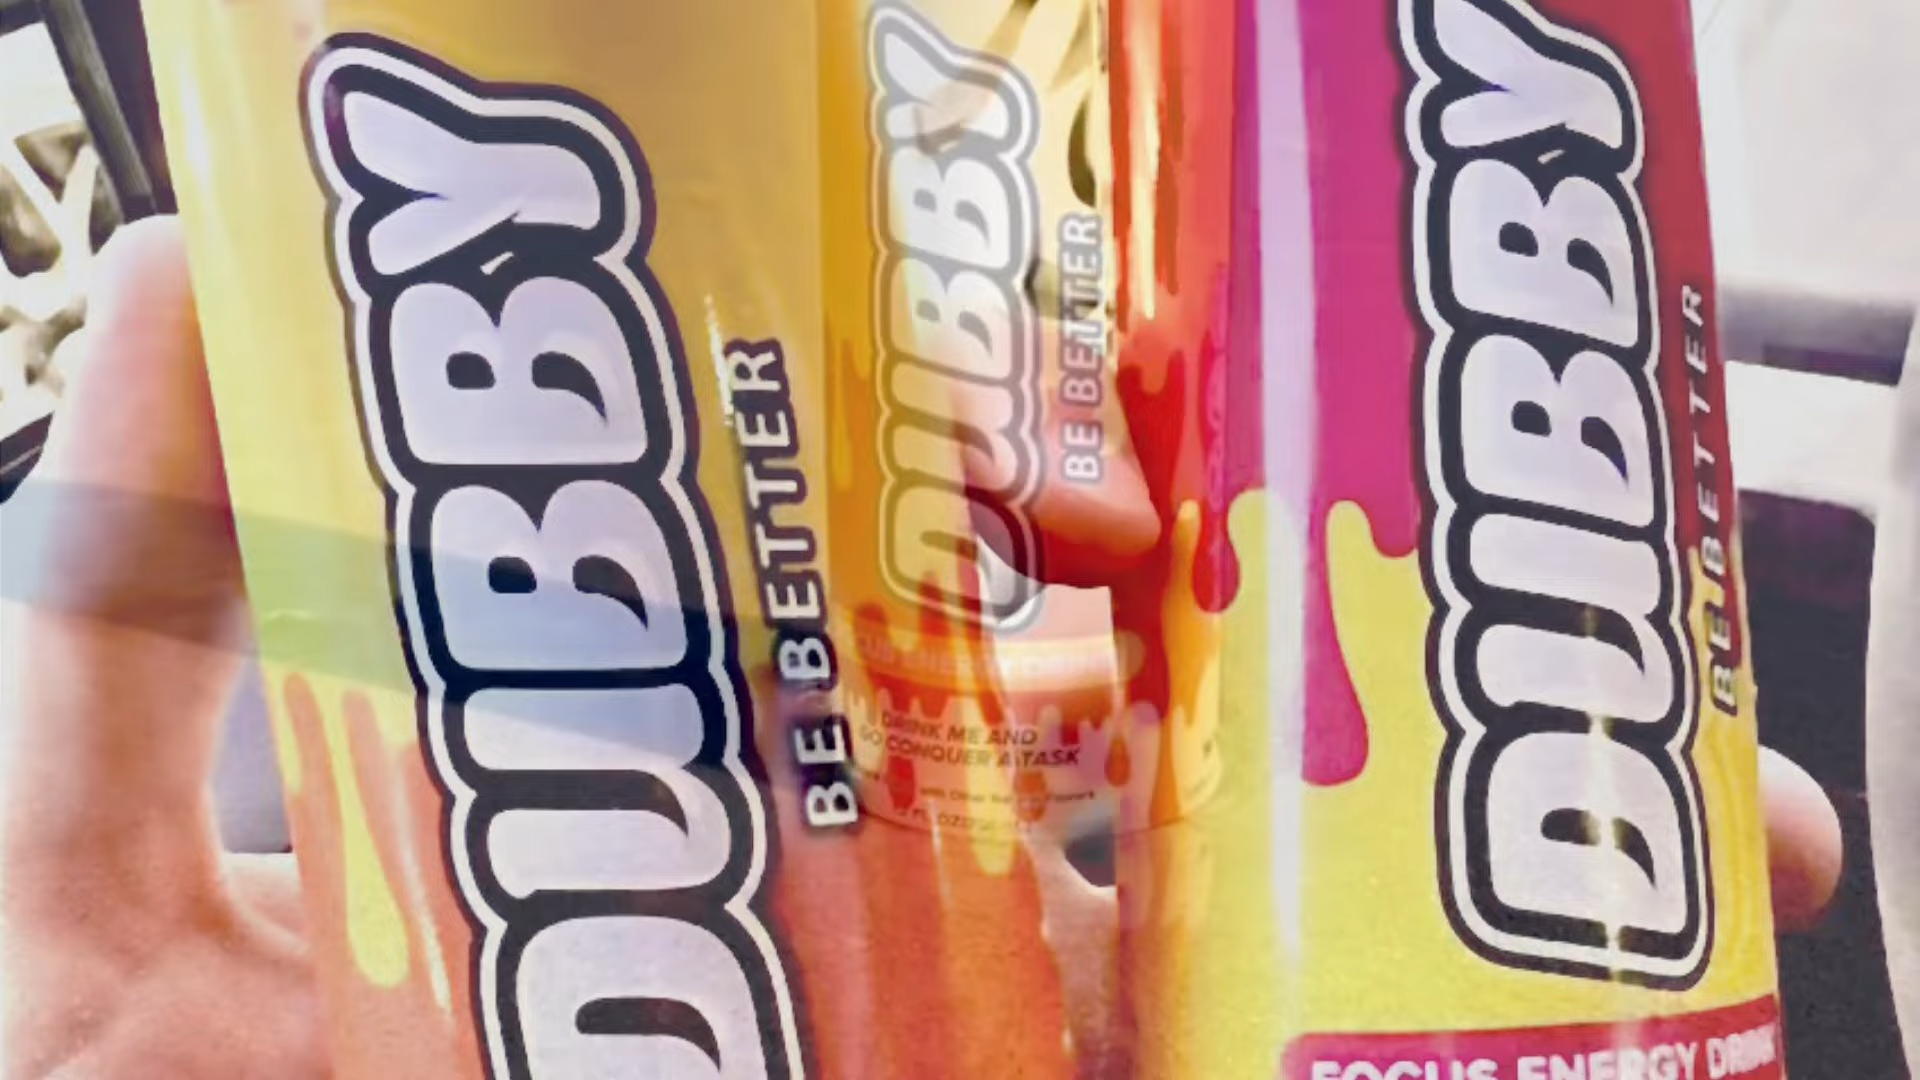 DUBBY
BE BETTER
DUBBY
BE BETTER
DRINK ME AND
GO CONQUER A TASK
DUBBY
BE BETTER
FOCUS ENERGY DRINK